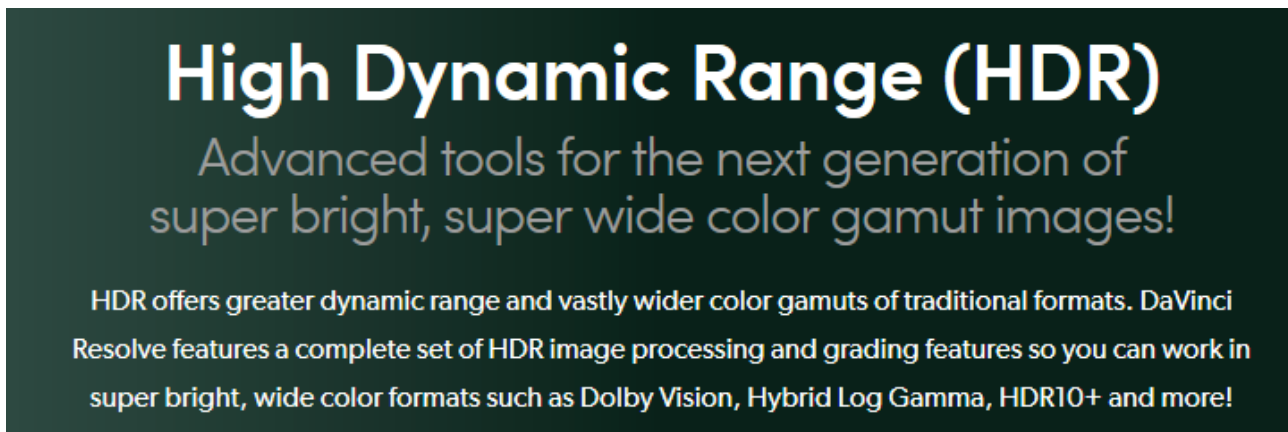 High Dynamic Range (HDR)
Advanced tools for the next generation of
super bright, super wide color gamut images!
HDR offers greater dynamic range and vastly wider color gamuts of traditional formats. DaVinci
Resolve features a complete set of HDR image processing and grading features so you can work in
super bright, wide color formats such as Dolby Vision, Hybrid Log Gamma, HDR10+ and more!